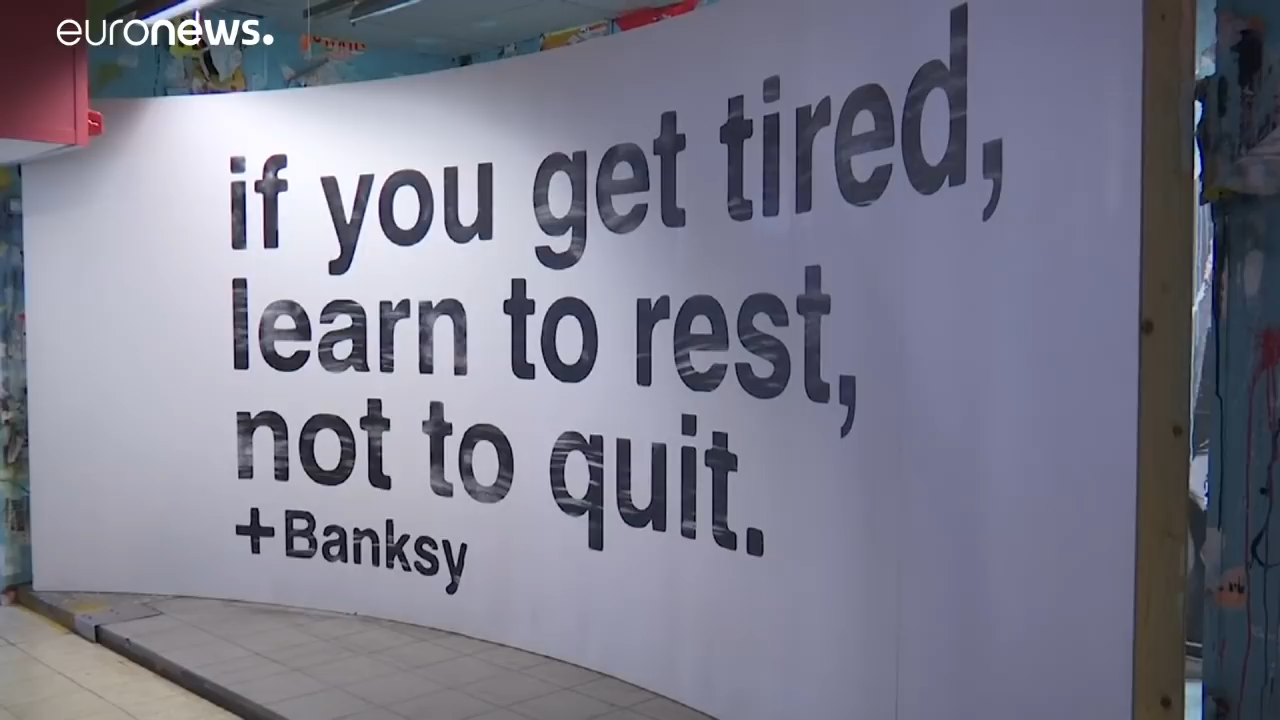 euronews.
if you get tired,
learn to rest,
not to quit.
+Banksy